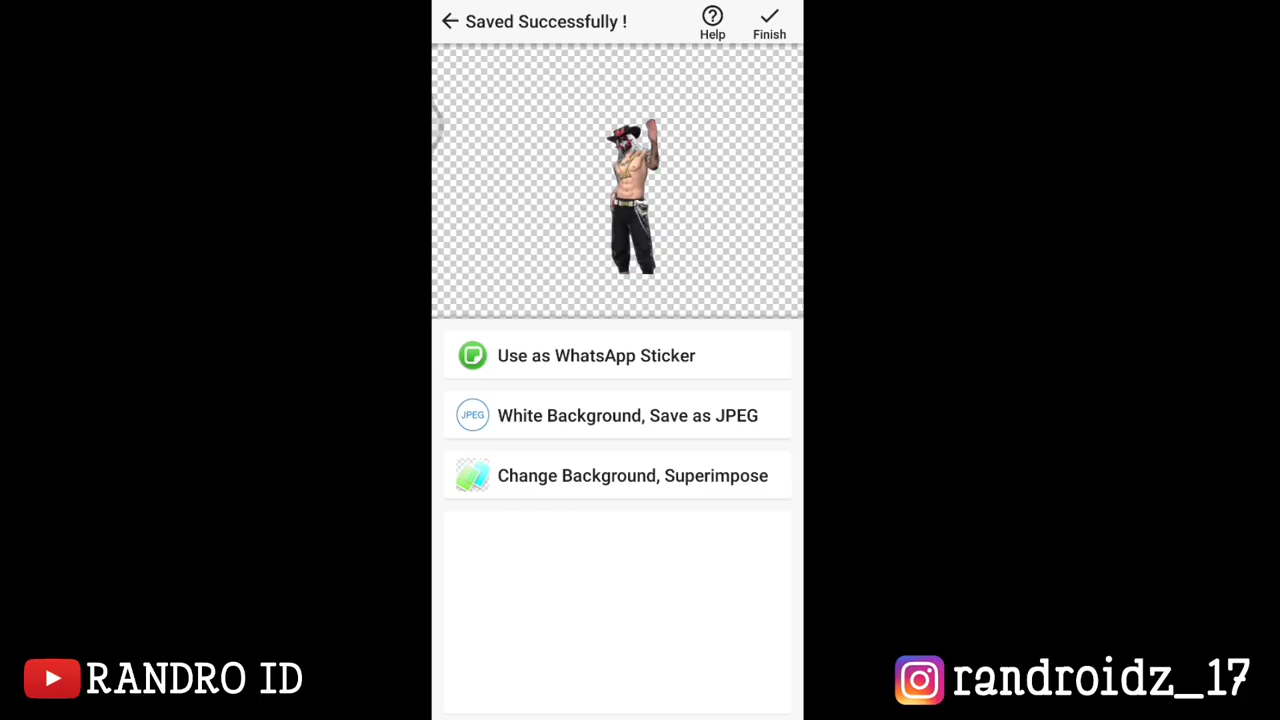 Saved Successfully !
Help
Finish
Use as WhatsApp Sticker
JPEG
White Background, Save as JPEG
Change Background, Superimpose
RANDRO ID
randroidz_17